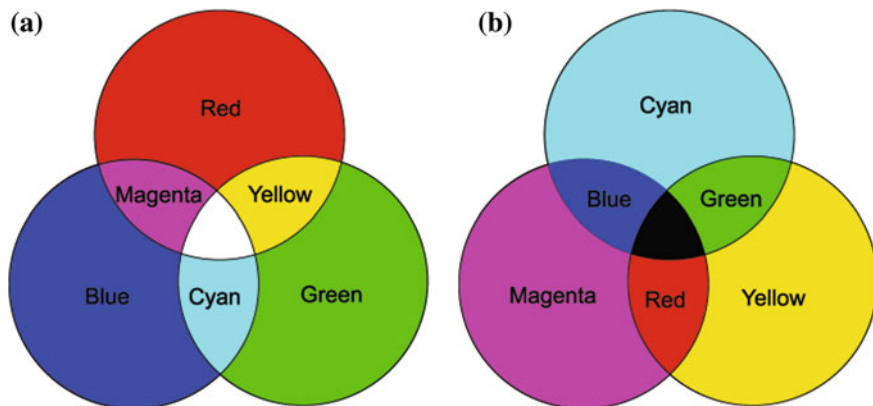 (a)
Red
Magenta
Yellow
Blue
Cyan
Green
(b)
Cyan
Blue
Green
Magenta
Red
Yellow